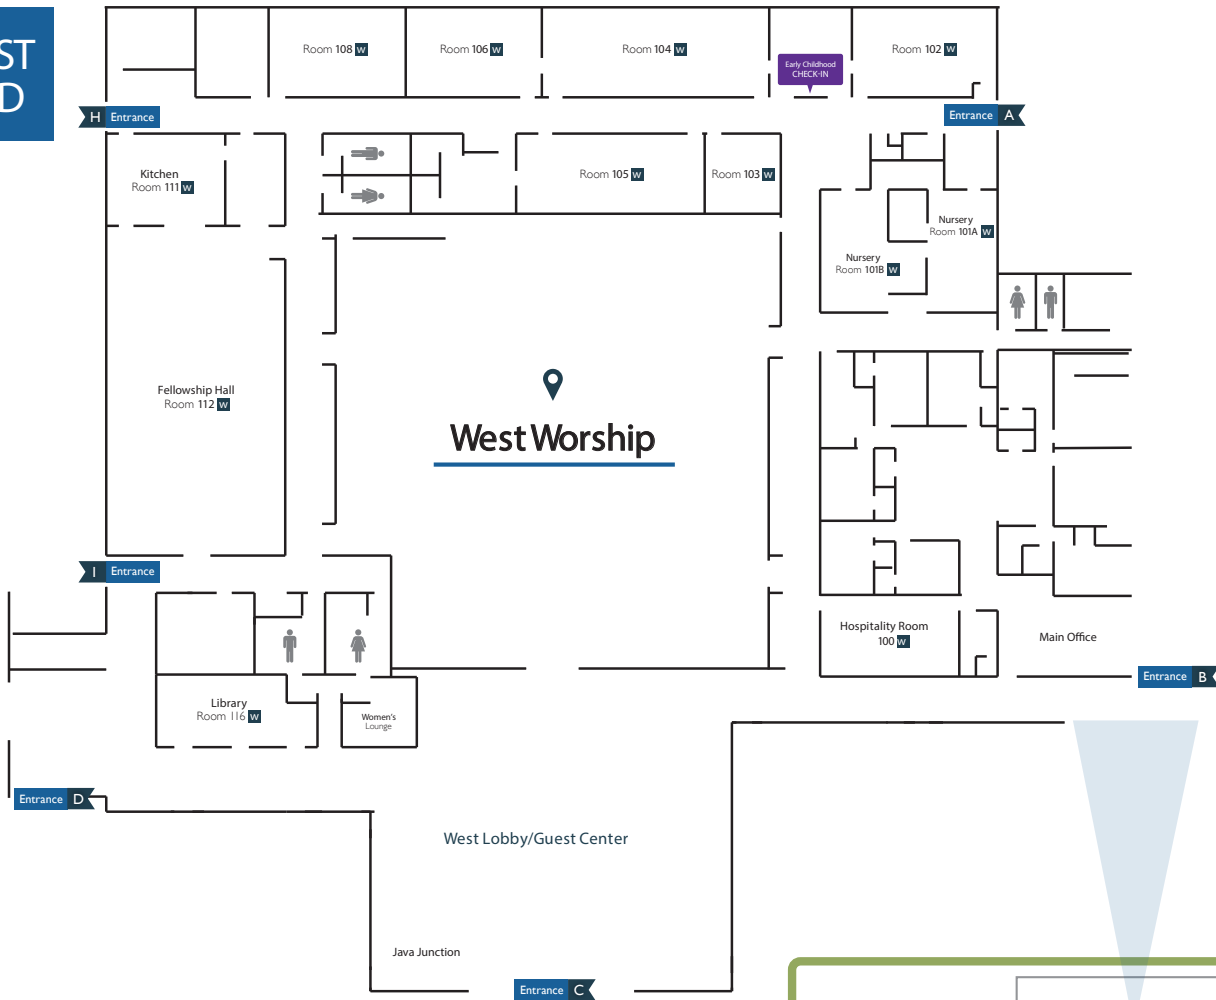 ST
D
Room 108 W
Room 106 W
Room 104 W
Early Childhood
CHECK-IN
Room 102 W
H Entrance
Entrance A
Kitchen
Room 111 W
Room 105 W
Room 103 W
Nursery
Room 101A W
Nursery
Room 101B W
Fellowship Hall
Room 112 W
West Worship
I Entrance
Hospitality Room
100 W
Main Office
Entrance B
Library
Room 116 W
Women's
Lounge
Entrance D
West Lobby/Guest Center
Java Junction
Entrance C